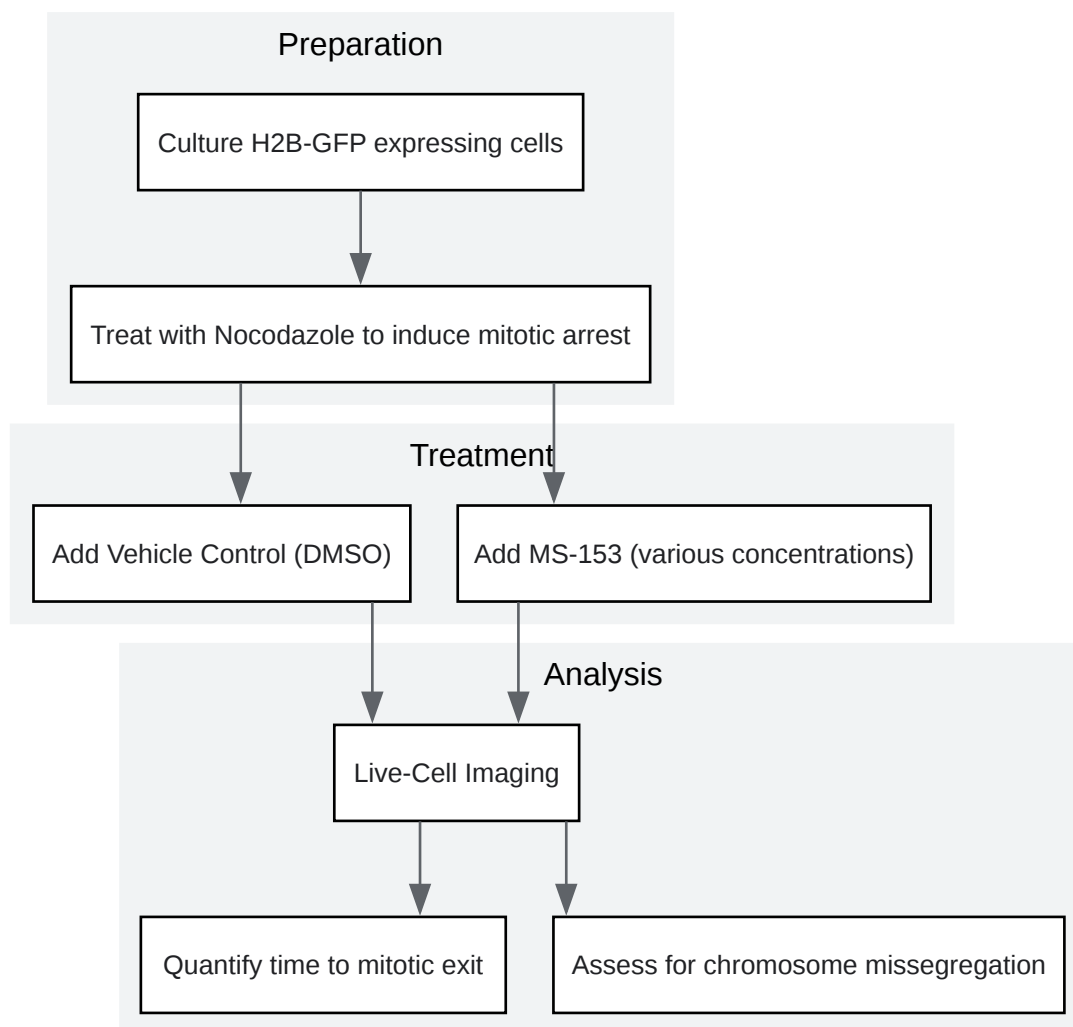 Preparation
Culture H2B-GFP expressing cells
Treat with Nocodazole to induce mitotic arrest
Treatment
Add Vehicle Control (DMSO)
Add MS-153 (various concentrations)
Analysis
Live-Cell Imaging
Quantify time to mitotic exit
Assess for chromosome missegregation